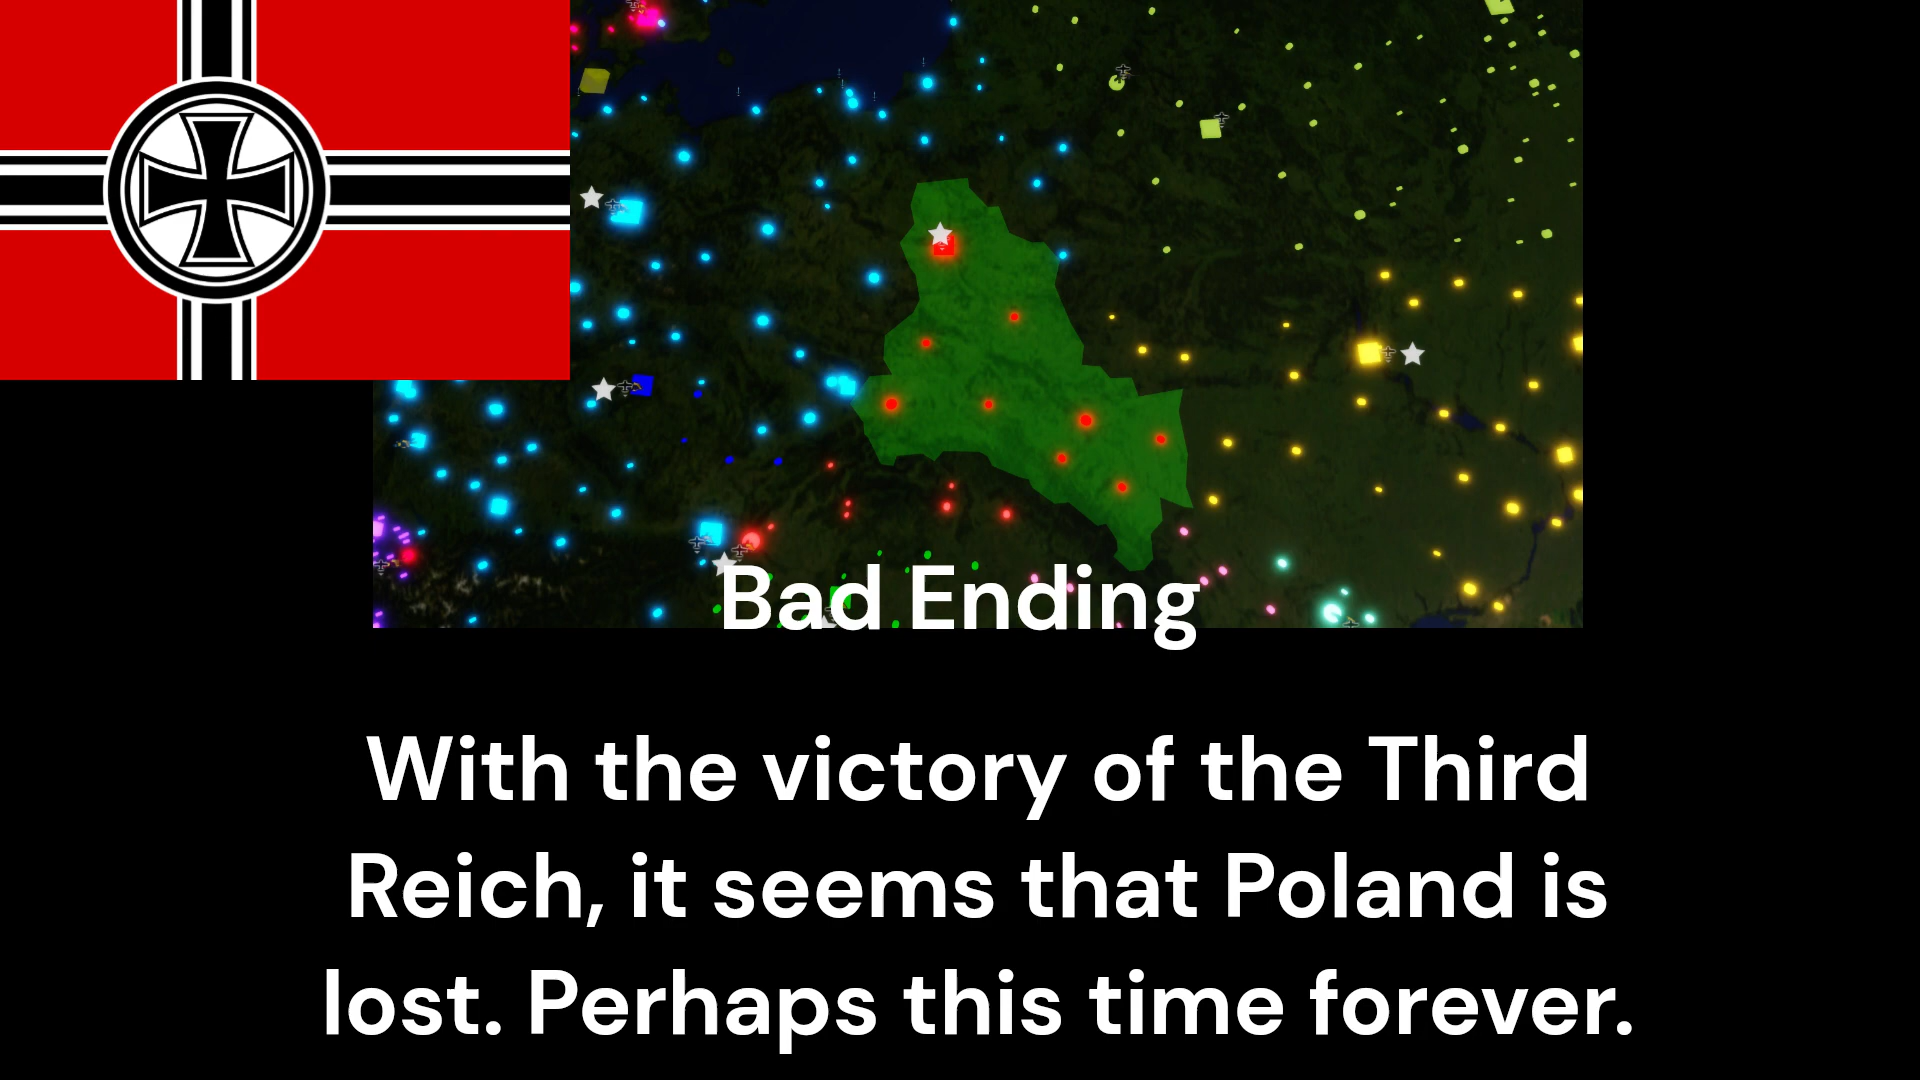 Bad Ending
With the victory of the Third
Reich, it seems that Poland is
lost. Perhaps this time forever.